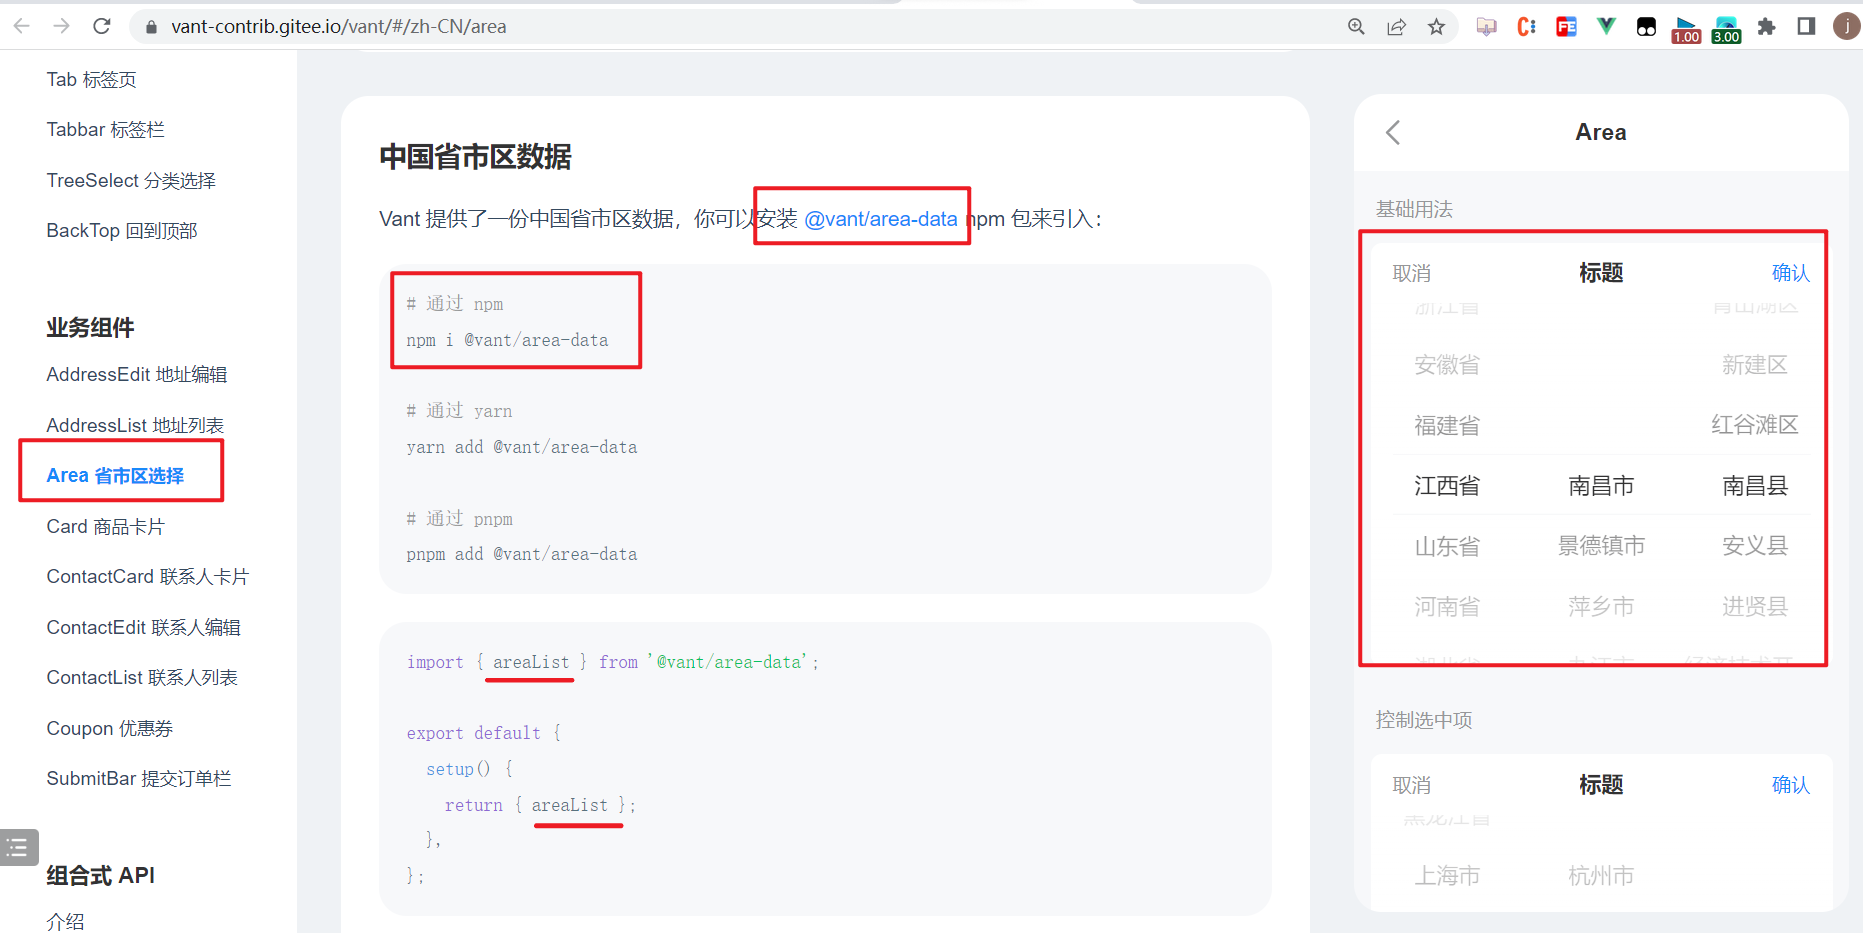 vant-contrib.gitee.io/vant/#/zh-CN/area
1.00
3.00
j
Tab 标签页
Tabbar 标签栏
TreeSelect 分类选择
BackTop 回到顶部
业务组件
AddressEdit 地址编辑
AddressList 地址列表
Area 省市区选择
Card 商品卡片
ContactCard 联系人卡片
ContactEdit 联系人编辑
ContactList 联系人列表
Coupon 优惠券
SubmitBar 提交订单栏
组合式 API
介绍
中国省市区数据
Vant 提供了一份中国省市区数据，你可以安装 @vant/area-data npm 包来引入：
# 通过 npm
npm i @vant/area-data
# 通过 yarn
yarn add @vant/area-data
# 通过 pnpm
pnpm add @vant/area-data
import { areaList } from '@vant/area-data';
export default {
setup() {
return { areaList };
},
};
Area
基础用法
取消 标题 确认
浙江省 青山湖区
安徽省 新建区
福建省 红谷滩区
江西省 南昌市 南昌县
山东省 景德镇市 安义县
河南省 萍乡市 进贤县
控制选中项
取消 标题 确认
黑龙江省
上海市 杭州市